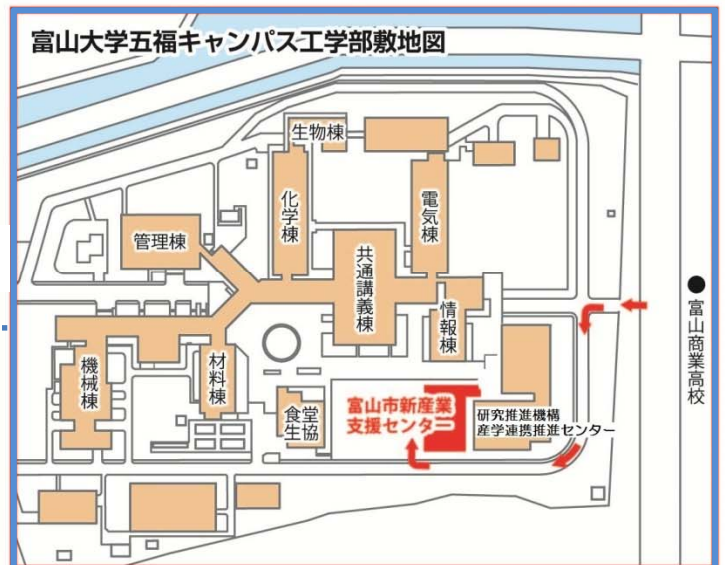 富山大学五福キャンパス工学部敷地図
生物棟
化学棟
電気棟
管理棟
共通講義棟
情報棟
機械棟
材料棟
食堂
生協
富山市新産業
支援センター
研究推進機構
産学連携推進センター
富山商業高校